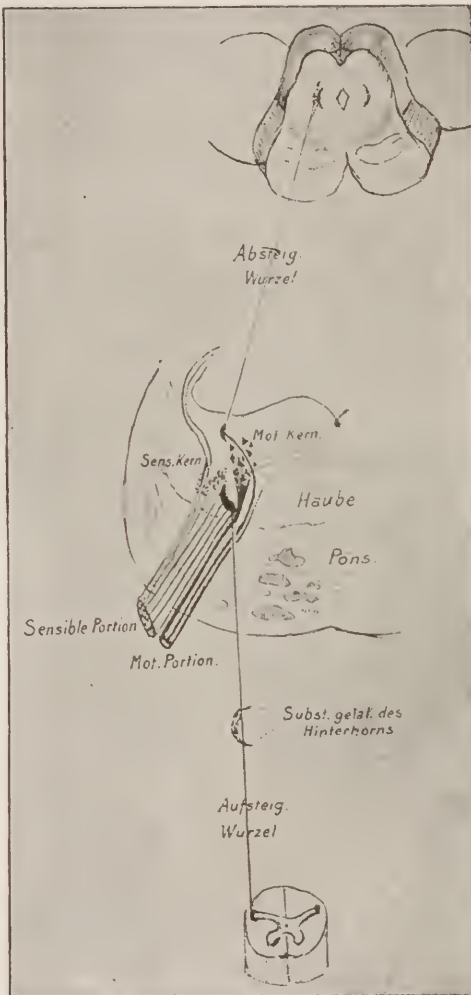 Absteig.
Wurzel
Mot. Kern.
Sens. Kern
Haube
Pons.
Sensible Portion
Mot. Portion.
Subst. gelat. des
Hinterhorns
Aufsteig.
Wurzel